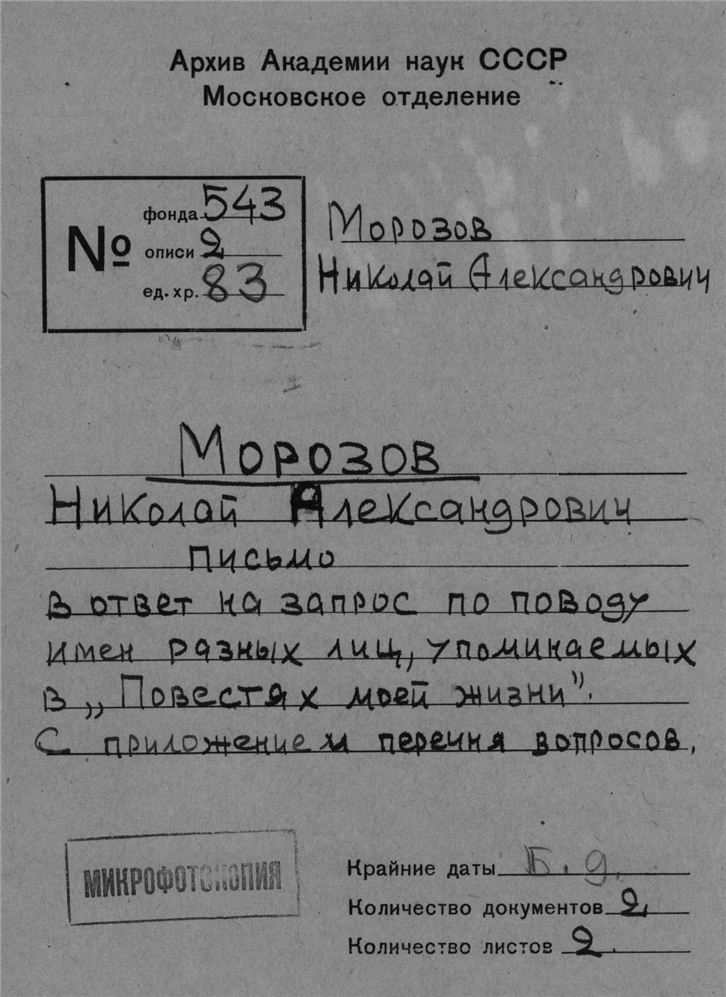 Архив Академии наук СССР
Московское отделение
№
фонда 543
описи 2
ед. хр. 83
Морозов
Николай Александрович
Морозов
Николай Александрович
Письмо
в ответ на запрос по поводу
имен разных лиц, упоминаемых
в „Повестях моей жизни".
С приложением перечня вопросов.
МИКРОФОТОКОПИЯ
Крайние даты Б. д.
Количество документов 2.
Количество листов 2.